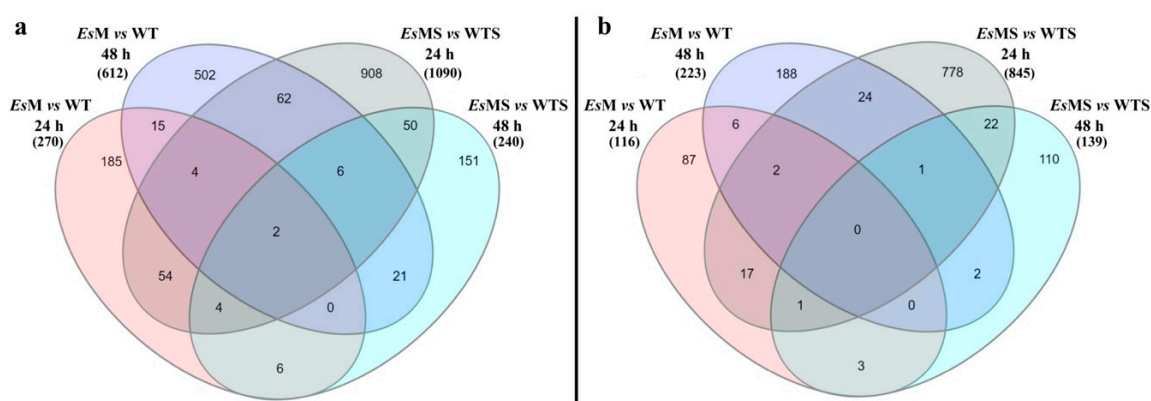 a
EsM vs WT
48 h
(612)
EsMS vs WTS
24 h
(1090)
EsM vs WT
24 h
(270)
EsMS vs WTS
48 h
(240)
502
908
62
15
50
185
151
4
6
2
54
21
4
0
6
b
EsM vs WT
48 h
(223)
EsMS vs WTS
24 h
(845)
EsM vs WT
24 h
(116)
EsMS vs WTS
48 h
(139)
188
778
24
6
22
87
110
2
1
0
17
2
1
0
3